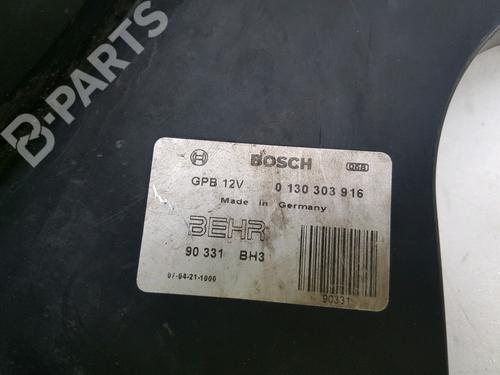 B-PARTS
BOSCH
GPB 12V 0 130 303 916
Made in Germany
BEHR
90 331 BH3
07-04-21-1000
90331